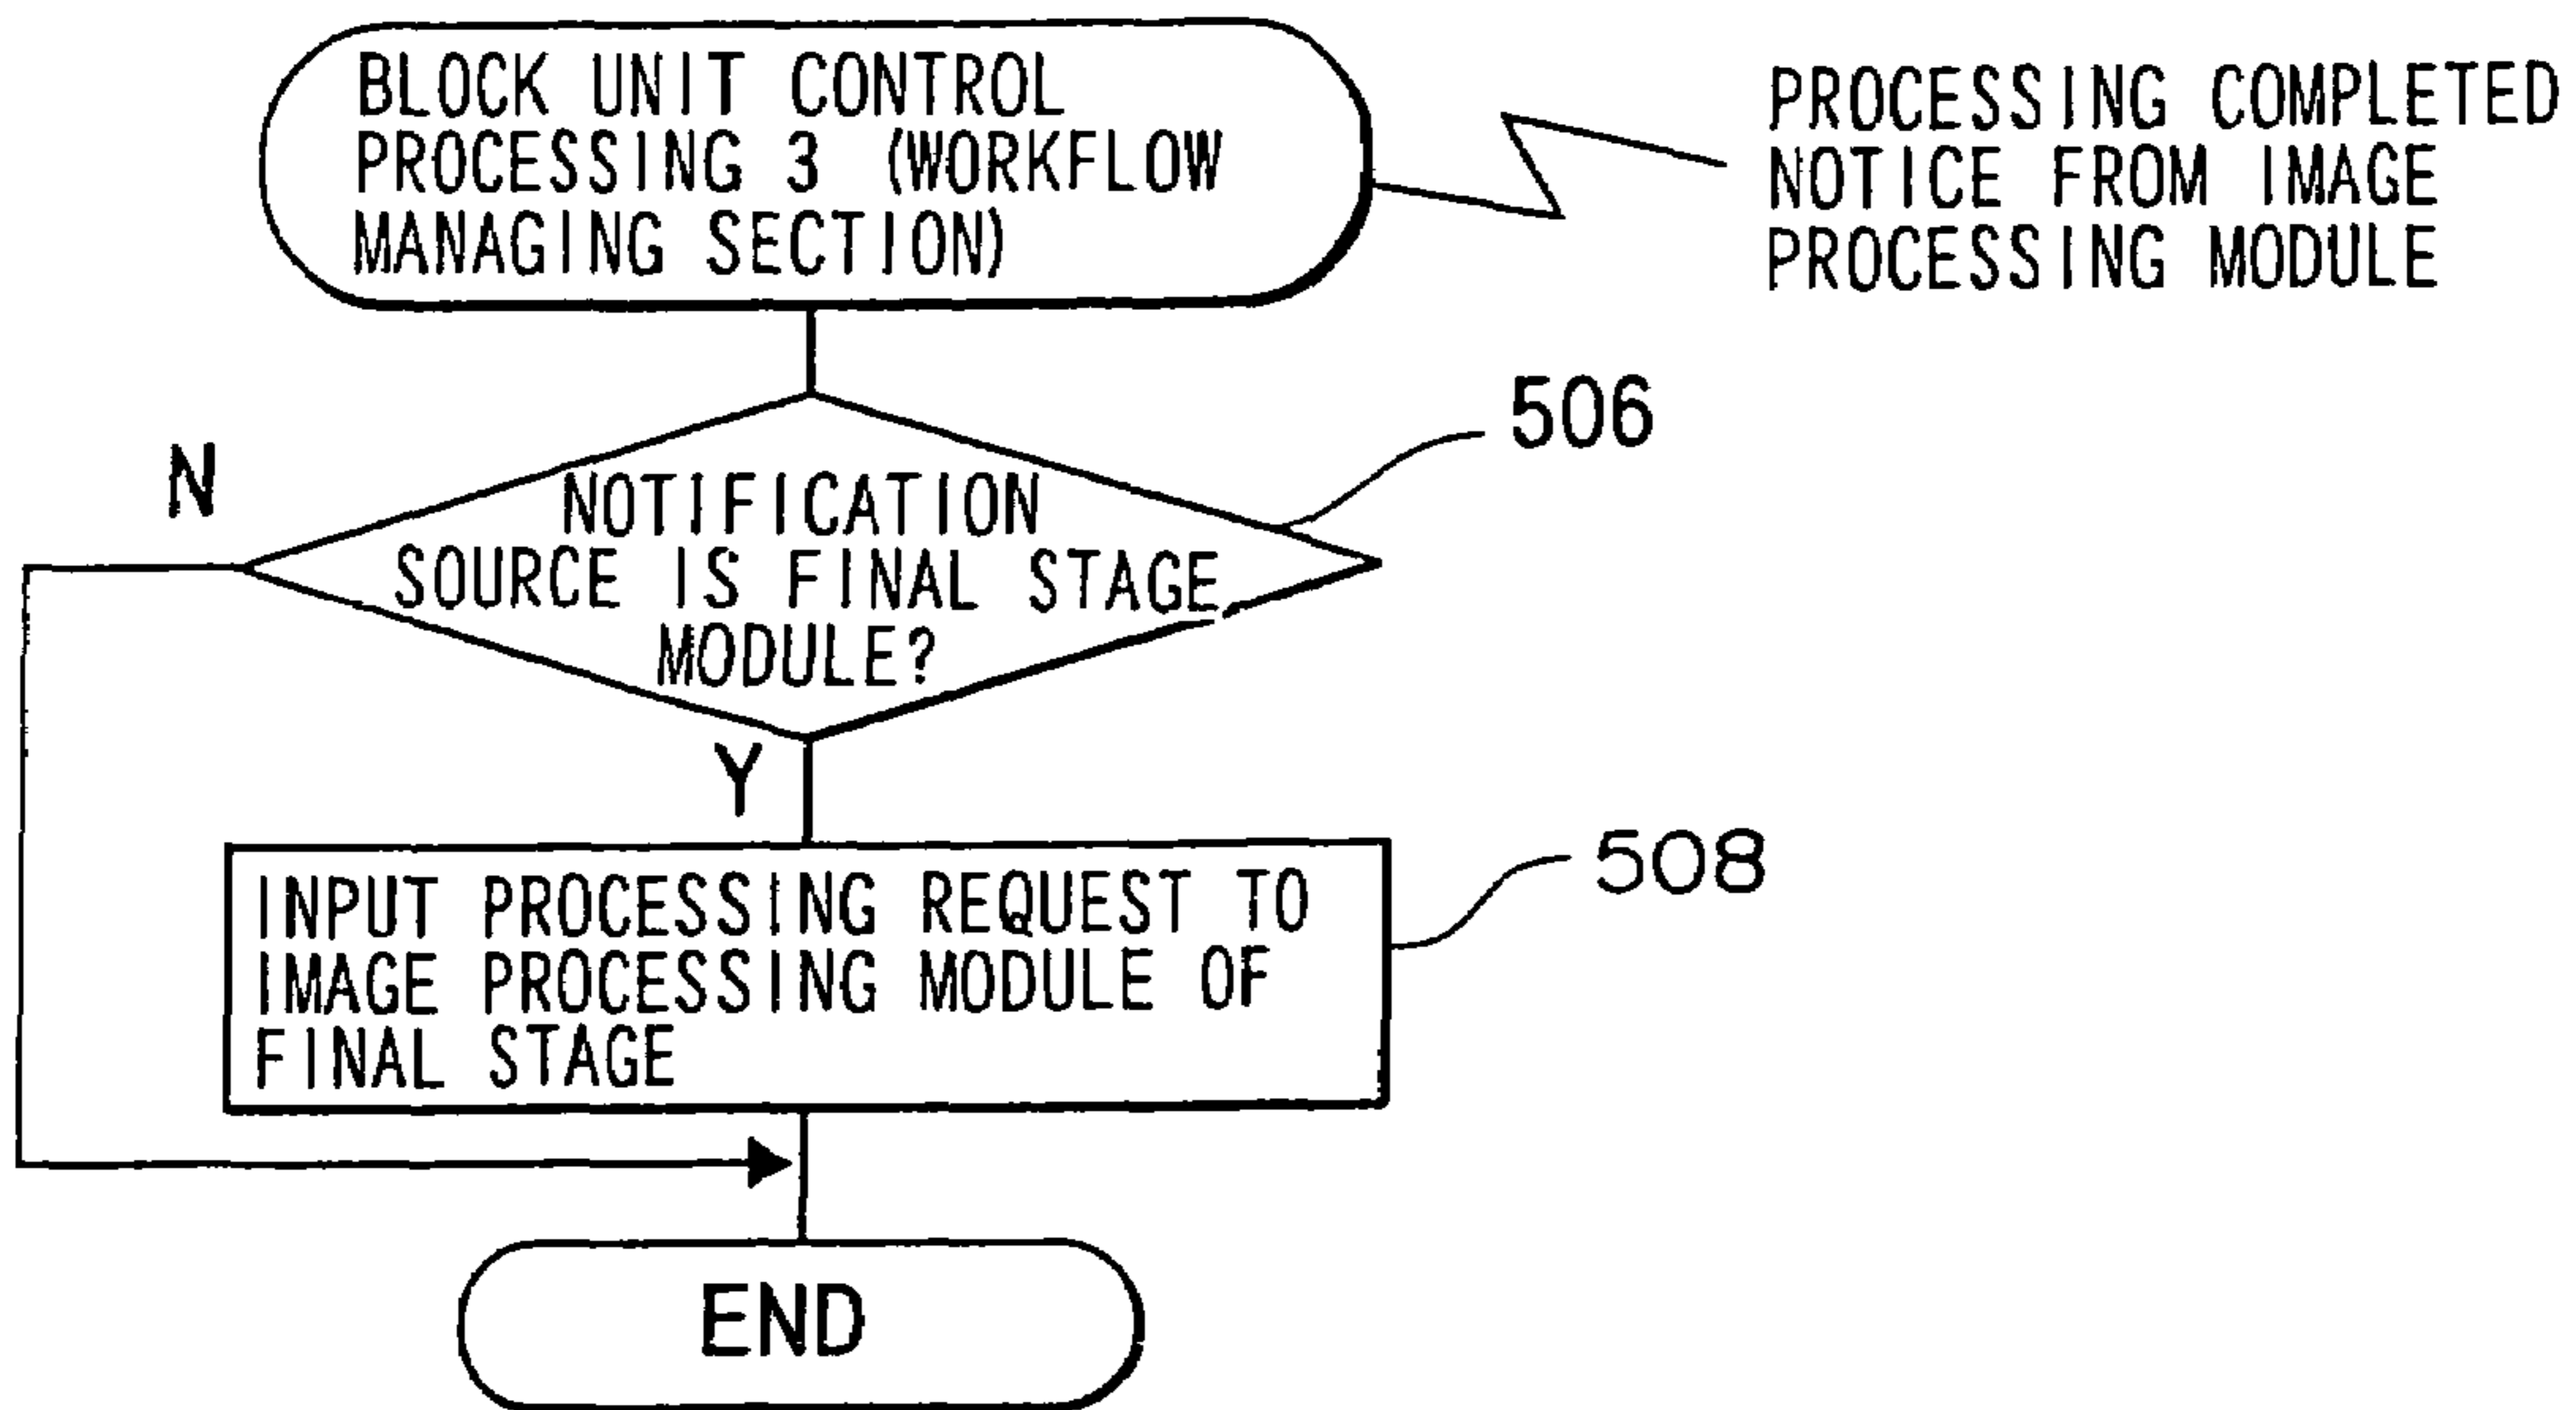 BLOCK UNIT CONTROL
PROCESSING 3 (WORKFLOW
MANAGING SECTION)
PROCESSING COMPLETED
NOTICE FROM IMAGE
PROCESSING MODULE
506
N
NOTIFICATION
SOURCE IS FINAL STAGE
MODULE?
Y
508
INPUT PROCESSING REQUEST TO
IMAGE PROCESSING MODULE OF
FINAL STAGE
END